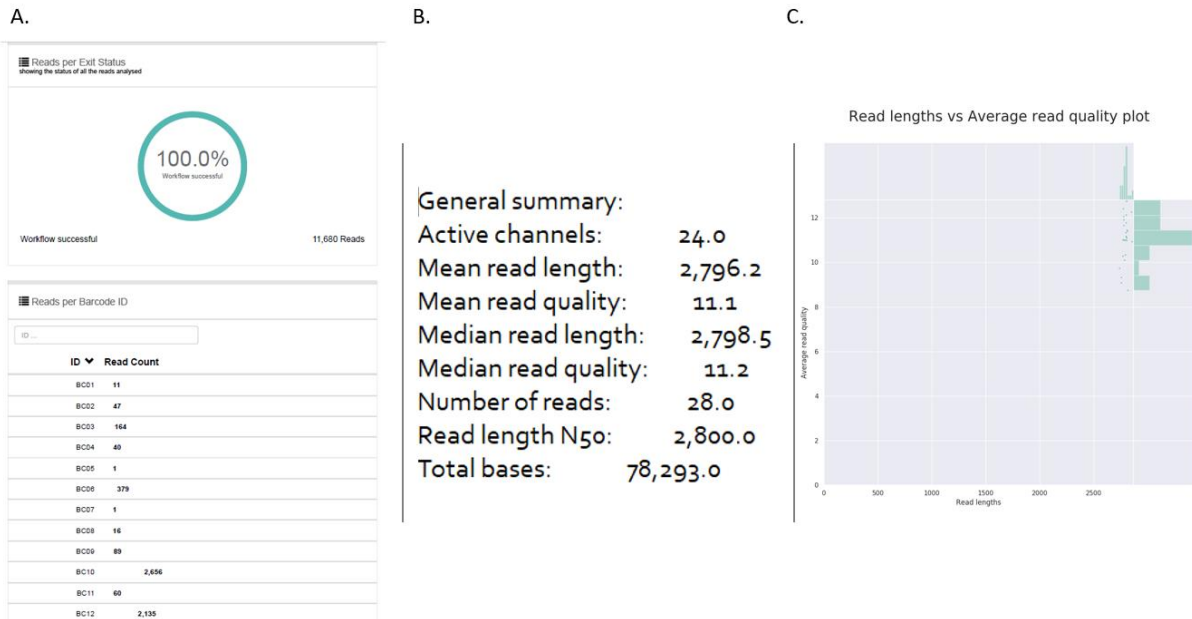 A.
Reads per Exit Status
showing the status of all the reads analysed
100.0%
Workflow successful
Workflow successful 11,680 Reads
Reads per Barcode ID
ID ...
ID Read Count
BC01 11
BC02 47
BC03 164
BC04 40
BC05 1
BC06 379
BC07 1
BC08 16
BC09 89
BC10 2,656
BC11 60
BC12 2,135
B.
General summary:
Active channels: 24.0
Mean read length: 2,796.2
Mean read quality: 11.1
Median read length: 2,798.5
Median read quality: 11.2
Number of reads: 28.0
Read length N50: 2,800.0
Total bases: 78,293.0
C.
Read lengths vs Average read quality plot
Average read quality
12
10
8
6
4
2
0
0 500 1000 1500 2000 2500
Read lengths